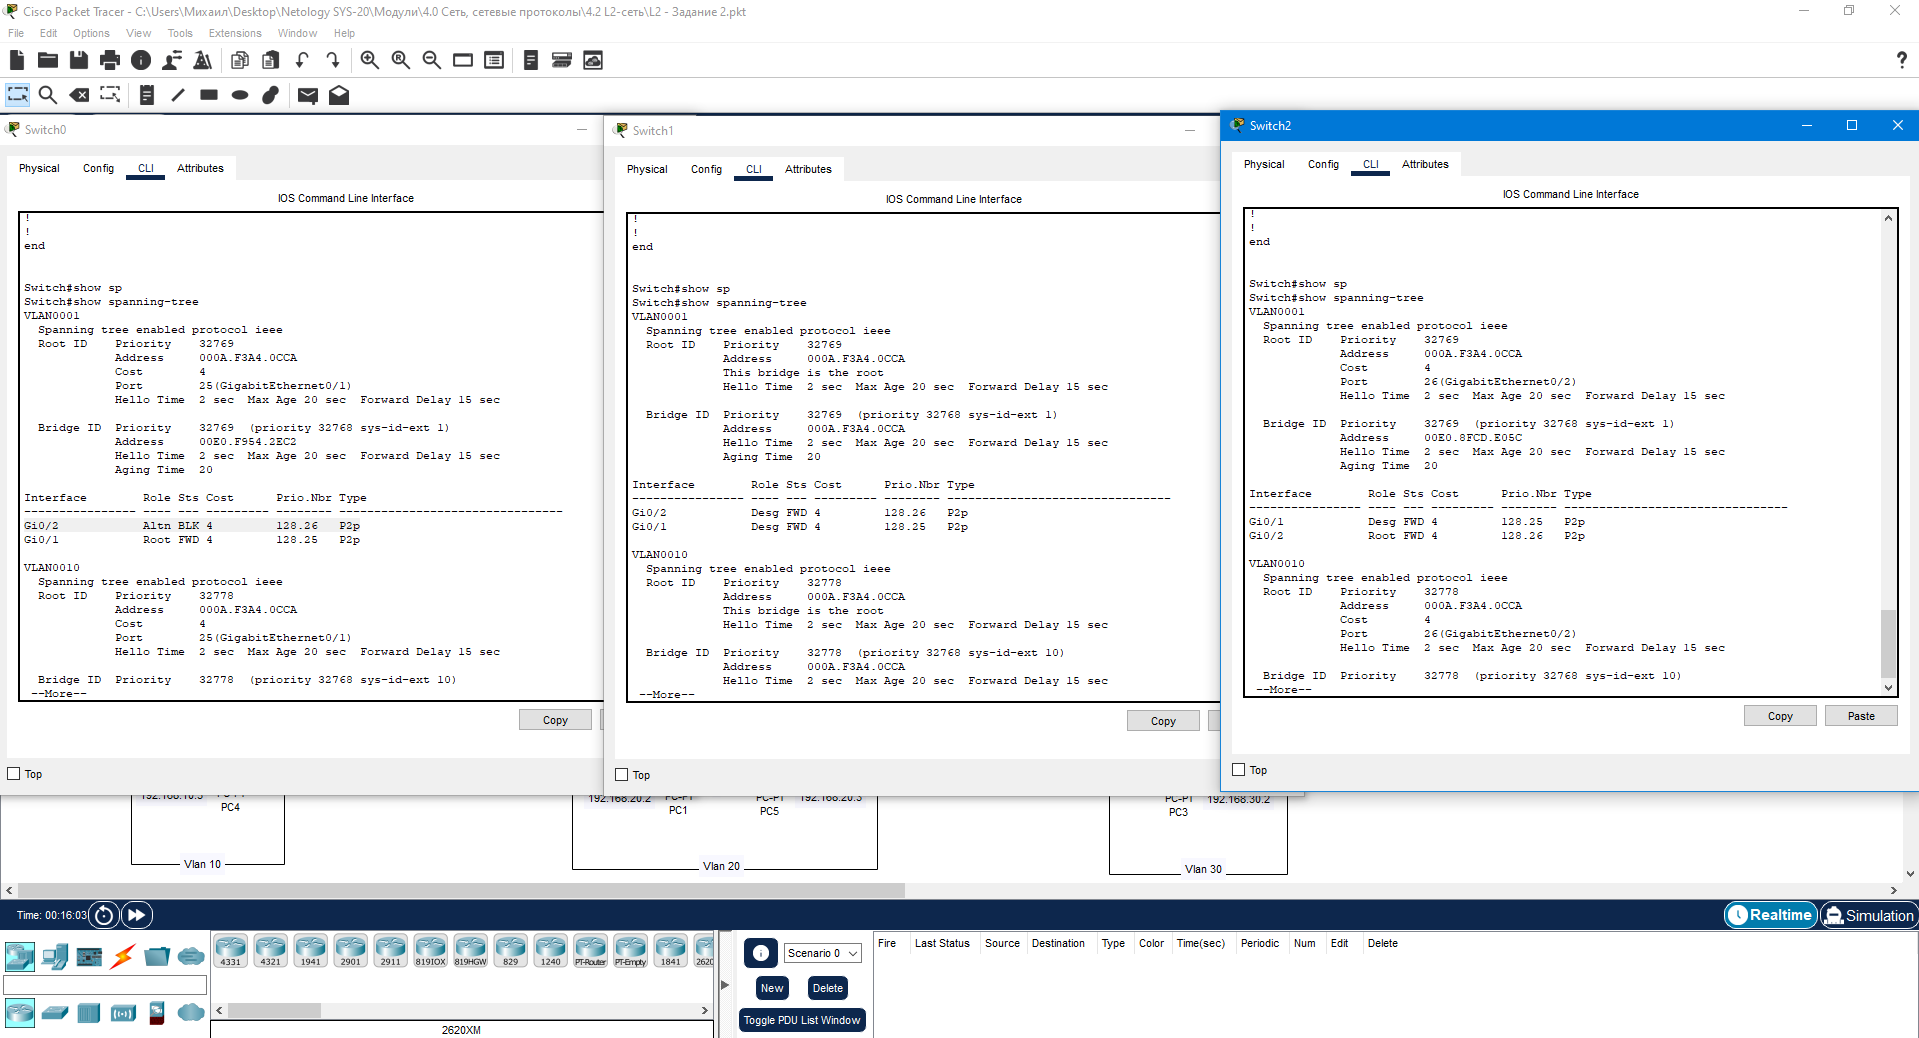 Cisco Packet Tracer - C:\Users\Михаил\Desktop\Netology SYS-20\Модули\4.0 Сеть, сетевые протоколы\4.2 L2-сеть\L2 - Задание 2.pkt
File Edit Options View Tools Extensions Window Help
Switch0
Physical Config CLI Attributes
IOS Command Line Interface
!
!
end
Switch#show sp
Switch#show spanning-tree
VLAN0001
Spanning tree enabled protocol ieee
Root ID Priority 32769
Address 000A.F3A4.0CCA
Cost 4
Port 25(GigabitEthernet0/1)
Hello Time 2 sec Max Age 20 sec Forward Delay 15 sec
Bridge ID Priority 32769 (priority 32768 sys-id-ext 1)
Address 00E0.F954.2EC2
Hello Time 2 sec Max Age 20 sec Forward Delay 15 sec
Aging Time 20
Interface Role Sts Cost Prio.Nbr Type
---------------- ---- --- --------- -------- --------------------------------
Gi0/2 Altn BLK 4 128.26 P2p
Gi0/1 Root FWD 4 128.25 P2p
VLAN0010
Spanning tree enabled protocol ieee
Root ID Priority 32778
Address 000A.F3A4.0CCA
Cost 4
Port 25(GigabitEthernet0/1)
Hello Time 2 sec Max Age 20 sec Forward Delay 15 sec
Bridge ID Priority 32778 (priority 32768 sys-id-ext 10)
--More--
Copy
Top
Switch1
Physical Config CLI Attributes
IOS Command Line Interface
!
!
end
Switch#show sp
Switch#show spanning-tree
VLAN0001
Spanning tree enabled protocol ieee
Root ID Priority 32769
Address 000A.F3A4.0CCA
This bridge is the root
Hello Time 2 sec Max Age 20 sec Forward Delay 15 sec
Bridge ID Priority 32769 (priority 32768 sys-id-ext 1)
Address 000A.F3A4.0CCA
Hello Time 2 sec Max Age 20 sec Forward Delay 15 sec
Aging Time 20
Interface Role Sts Cost Prio.Nbr Type
---------------- ---- --- --------- -------- --------------------------------
Gi0/2 Desg FWD 4 128.26 P2p
Gi0/1 Desg FWD 4 128.25 P2p
VLAN0010
Spanning tree enabled protocol ieee
Root ID Priority 32778
Address 000A.F3A4.0CCA
This bridge is the root
Hello Time 2 sec Max Age 20 sec Forward Delay 15 sec
Bridge ID Priority 32778 (priority 32768 sys-id-ext 10)
Address 000A.F3A4.0CCA
Hello Time 2 sec Max Age 20 sec Forward Delay 15 sec
--More--
Copy
Top
Switch2
Physical Config CLI Attributes
IOS Command Line Interface
!
!
end
Switch#show sp
Switch#show spanning-tree
VLAN0001
Spanning tree enabled protocol ieee
Root ID Priority 32769
Address 000A.F3A4.0CCA
Cost 4
Port 26(GigabitEthernet0/2)
Hello Time 2 sec Max Age 20 sec Forward Delay 15 sec
Bridge ID Priority 32769 (priority 32768 sys-id-ext 1)
Address 00E0.8FCD.E05C
Hello Time 2 sec Max Age 20 sec Forward Delay 15 sec
Aging Time 20
Interface Role Sts Cost Prio.Nbr Type
---------------- ---- --- --------- -------- --------------------------------
Gi0/1 Desg FWD 4 128.25 P2p
Gi0/2 Root FWD 4 128.26 P2p
VLAN0010
Spanning tree enabled protocol ieee
Root ID Priority 32778
Address 000A.F3A4.0CCA
Cost 4
Port 26(GigabitEthernet0/2)
Hello Time 2 sec Max Age 20 sec Forward Delay 15 sec
Bridge ID Priority 32778 (priority 32768 sys-id-ext 10)
--More--
Copy Paste
Top
192.168.20.2 PC-PT PC-PT 192.168.20.3 PC-PT 192.168.30.2
PC4 PC1 PC5 PC3
Vlan 10 Vlan 20 Vlan 30
Time: 00:16:03 Realtime Simulation
4331 4321 1941 2901 2911 819IOX 819HGW 829 1240 PT-Router PT-Empty 1841
2620XM
Scenario 0
New Delete
Toggle PDU List Window
Fire Last Status Source Destination Type Color Time(sec) Periodic Num Edit Delete